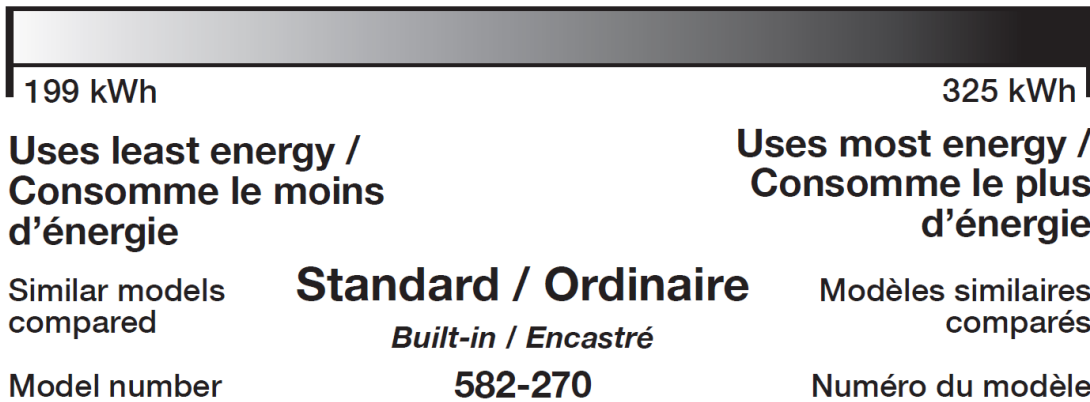 199 kWh 325 kWh
Uses least energy /
Consomme le moins
d’énergie
Uses most energy /
Consomme le plus
d’énergie
Similar models
compared
Standard / Ordinaire
Built-in / Encastré
Modèles similaires
comparés
Model number
582-270
Numéro du modèle